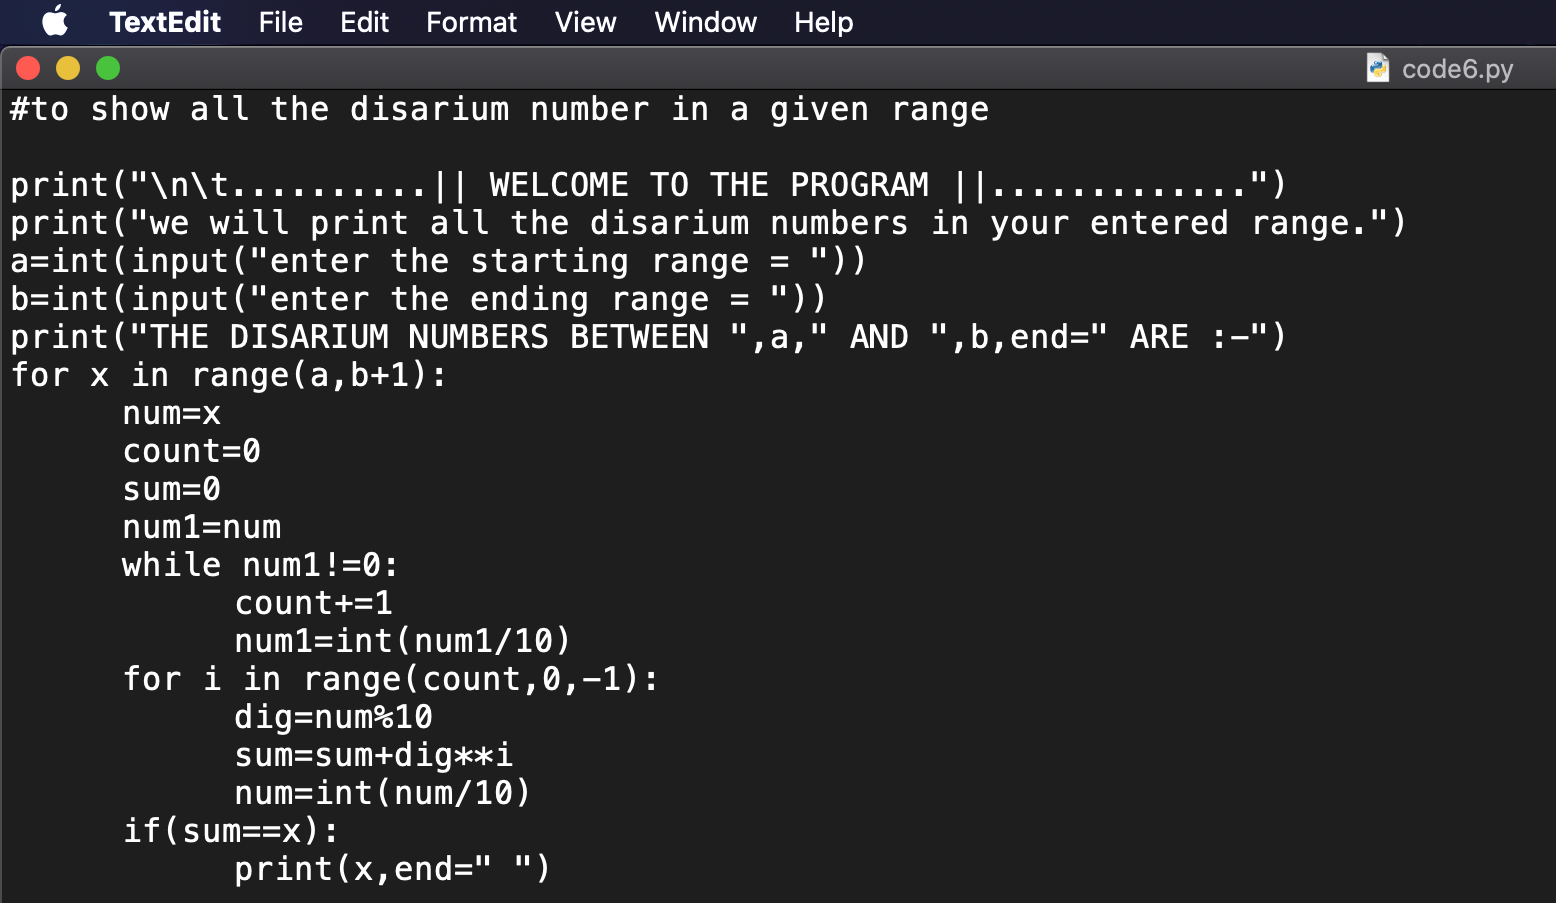 TextEdit File Edit Format View Window Help
code6.py
#to show all the disarium number in a given range
print("\n\t..........|| WELCOME TO THE PROGRAM ||.............")
print("we will print all the disarium numbers in your entered range.")
a=int(input("enter the starting range = "))
b=int(input("enter the ending range = "))
print("THE DISARIUM NUMBERS BETWEEN ",a," AND ",b,end=" ARE :-")
for x in range(a,b+1):
num=x
count=0
sum=0
num1=num
while num1!=0:
count+=1
num1=int(num1/10)
for i in range(count,0,-1):
dig=num%10
sum=sum+dig**i
num=int(num/10)
if(sum==x):
print(x,end=" ")